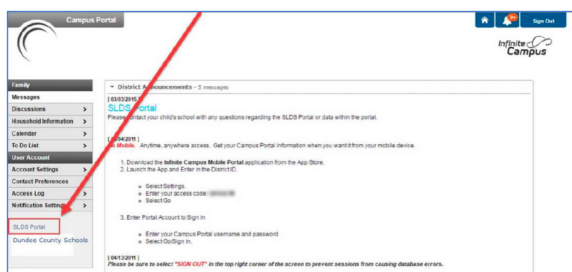 Campus Portal
Sign Out
Infinite
Campus
Family
Messages
Discussions >
Household Information >
Calendar >
To Do List >
User Account
Account Settings >
Contact Preferences
Access Log >
Notification Settings >
SLDS Portal
Dundee County Schools
District Announcements - 5 messages
[03/03/2015]
SLDS Portal
Please contact your child's school with any questions regarding the SLDS Portal or data within the portal.
Mobile. Anytime, anywhere access. Get your Campus Portal information when you want it from your mobile device.
1. Download the Infinite Campus Mobile Portal application from the App Store.
2. Launch the App and Enter in the District ID.
Select Settings.
Enter your access code:
Select Go
3. Enter Portal Account to Sign In
Enter your Campus Portal username and password
Select Go/Sign In.
[04/13/2011]
Please be sure to select "SIGN OUT" in the top right corner of the screen to prevent sessions from causing database errors.